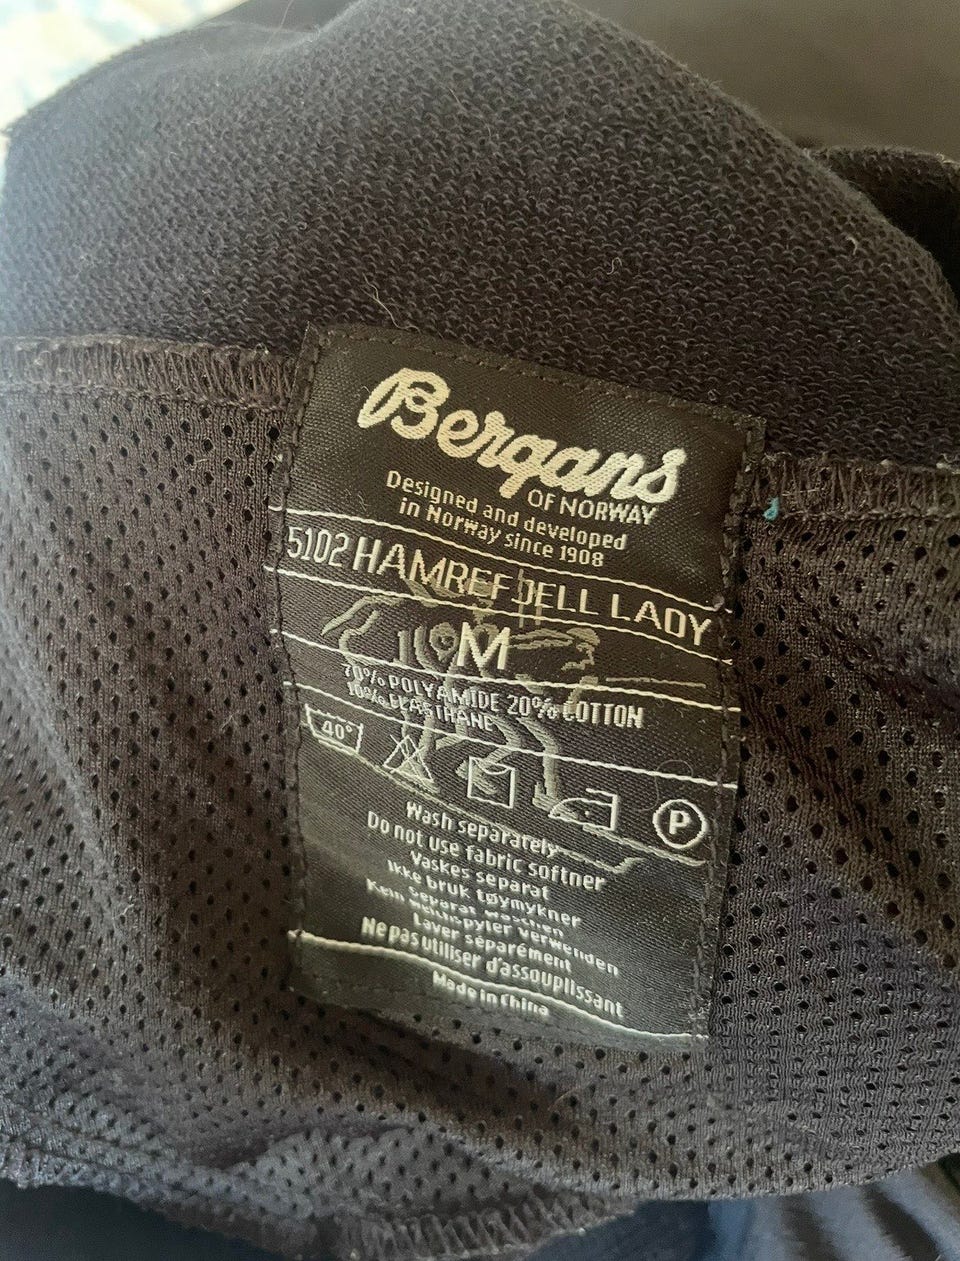 Bergans
OF NORWAY
Designed and developed
in Norway since 1908
5102 HAMREFJELL LADY
M
70% POLYAMIDE 20% COTTON
10% ELASTHANE
40°
P
Wash separately
Do not use fabric softner
Vaskes separat
Ikke bruk tøymykner
Separat waschen
Kein Weichspyler verwenden
Laver séparément
Ne pas utiliser d'assouplissant
Made in China